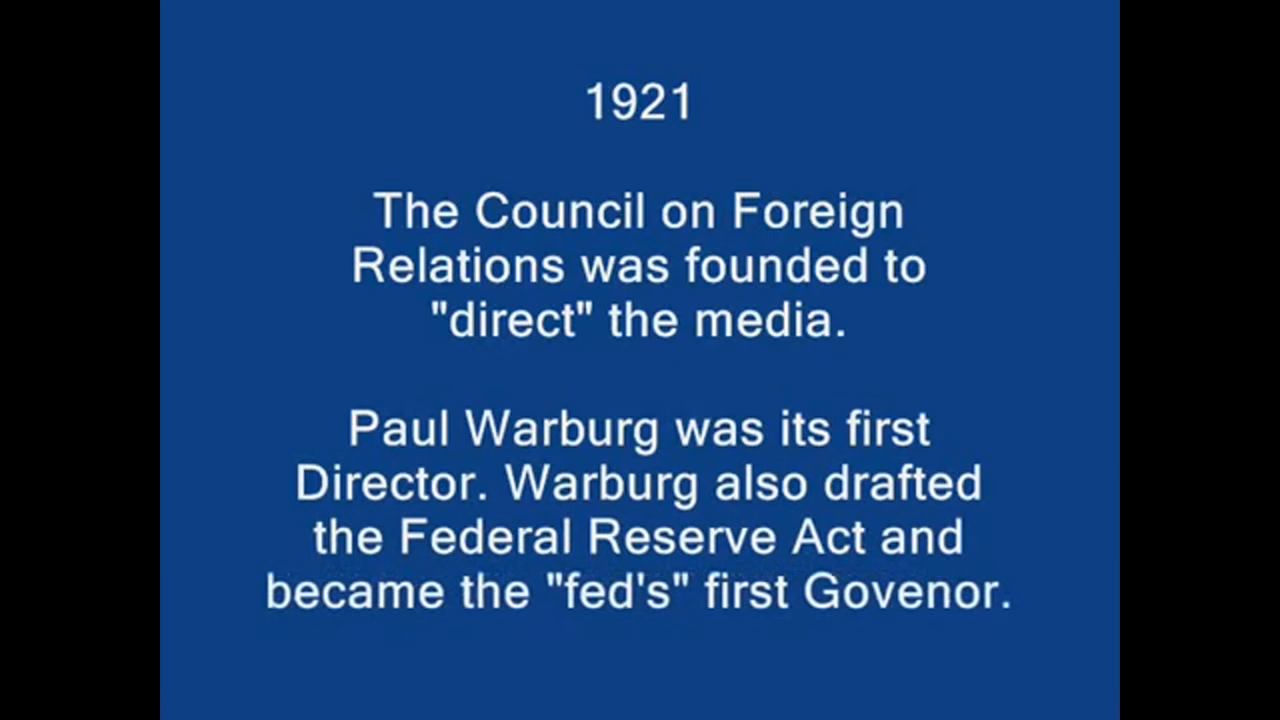 1921
The Council on Foreign
Relations was founded to
"direct" the media.
Paul Warburg was its first
Director. Warburg also drafted
the Federal Reserve Act and
became the "fed's" first Govenor.